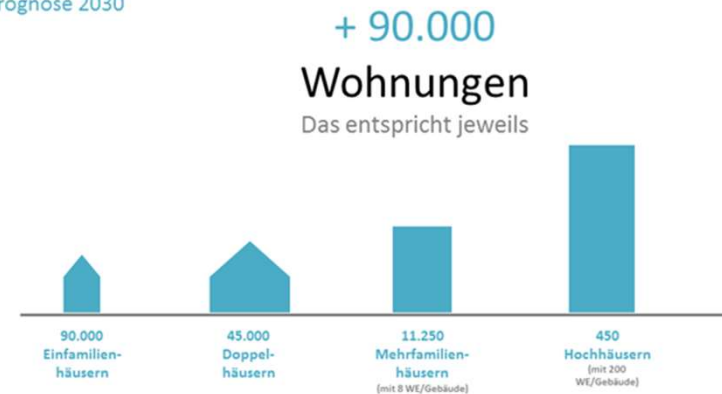 rognose 2030
+ 90.000
Wohnungen
Das entspricht jeweils
90.000
Einfamilien-
häusern
45.000
Doppel-
häusern
11.250
Mehrfamilien-
häusern
(mit 8 WE/Gebäude)
450
Hochhäusern
(mit 200
WE/Gebäude)